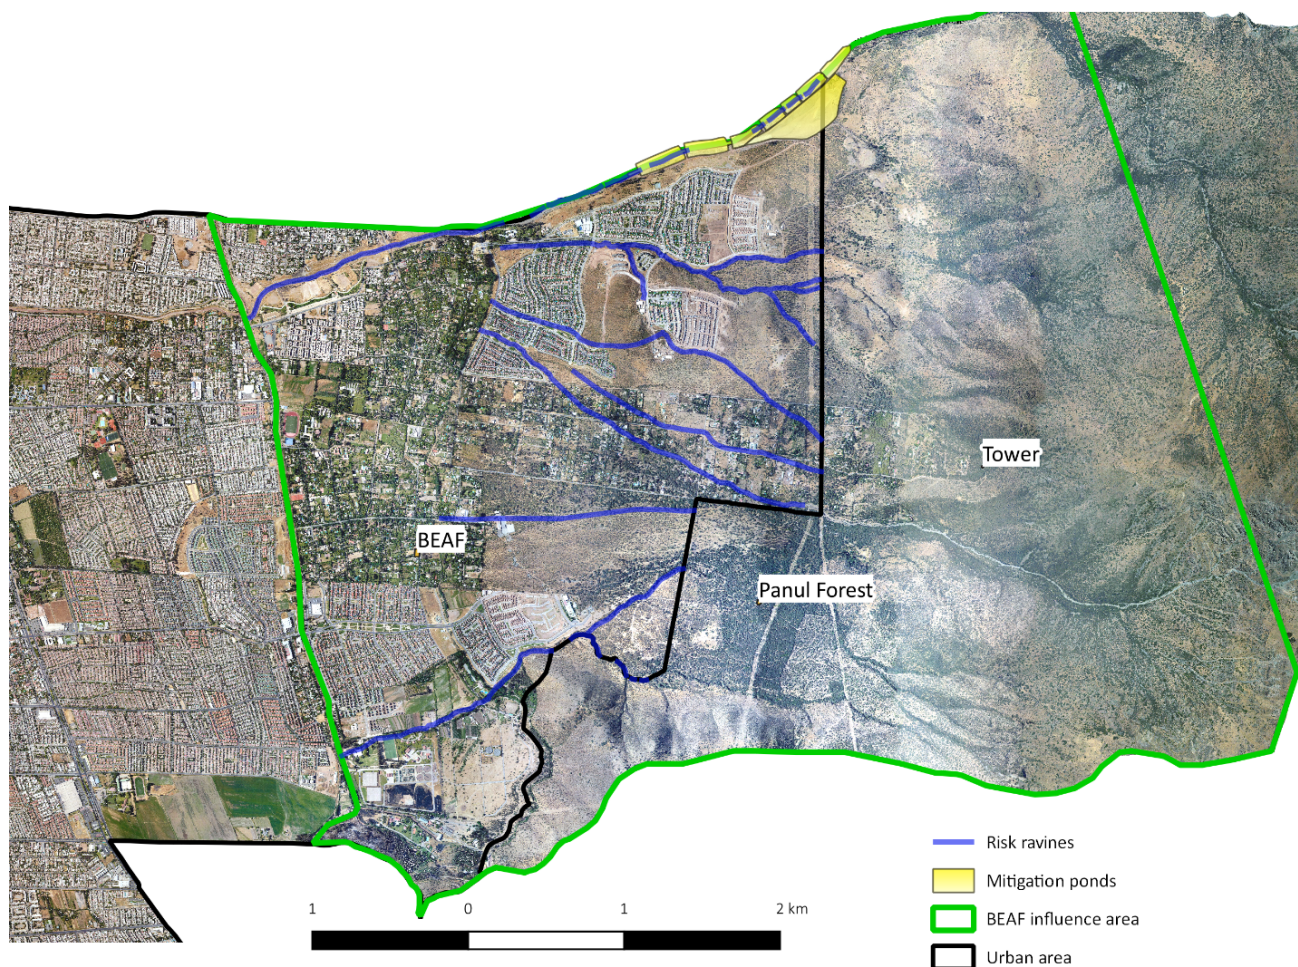 Tower
BEAF
Panul Forest
1 0 1 2 km
Risk ravines
Mitigation ponds
BEAF influence area
Urban area